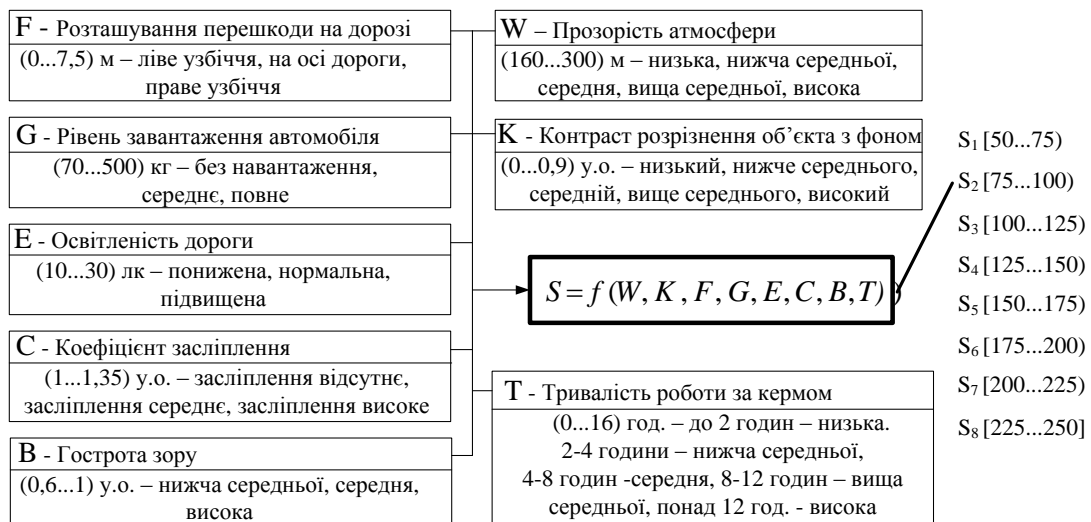 F - Розташування перешкоди на дорозі
(0...7,5) м – ліве узбіччя, на осі дороги,
праве узбіччя
G - Рівень завантаження автомобіля
(70...500) кг – без навантаження,
середнє, повне
E - Освітленість дороги
(10...30) лк – понижена, нормальна,
підвищена
C - Коефіцієнт засліплення
(1...1,35) у.о. – засліплення відсутнє,
засліплення середнє, засліплення високе
B - Гострота зору
(0,6...1) у.о. – нижча середньої, середня,
висока
W – Прозорість атмосфери
(160...300) м – низька, нижча середньої,
середня, вища середньої, висока
K - Контраст розрізнення об’єкта з фоном
(0...0,9) у.о. – низький, нижче середнього,
середній, вище середнього, високий
S = f (W, K, F, G, E, C, B, T) )
T - Тривалість роботи за кермом
(0...16) год. – до 2 годин – низька.
2-4 години – нижча середньої,
4-8 годин -середня, 8-12 годин – вища
середньої, понад 12 год. - висока
S₁ [50...75)
S₂ [75...100)
S₃ [100...125)
S₄ [125...150)
S₅ [150...175)
S₆ [175...200)
S₇ [200...225)
S₈ [225...250]